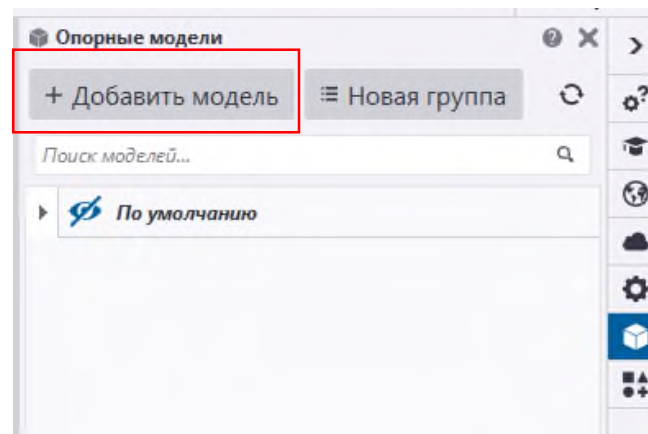 Опорные модели
+ Добавить модель
Новая группа
Поиск моделей...
По умолчанию